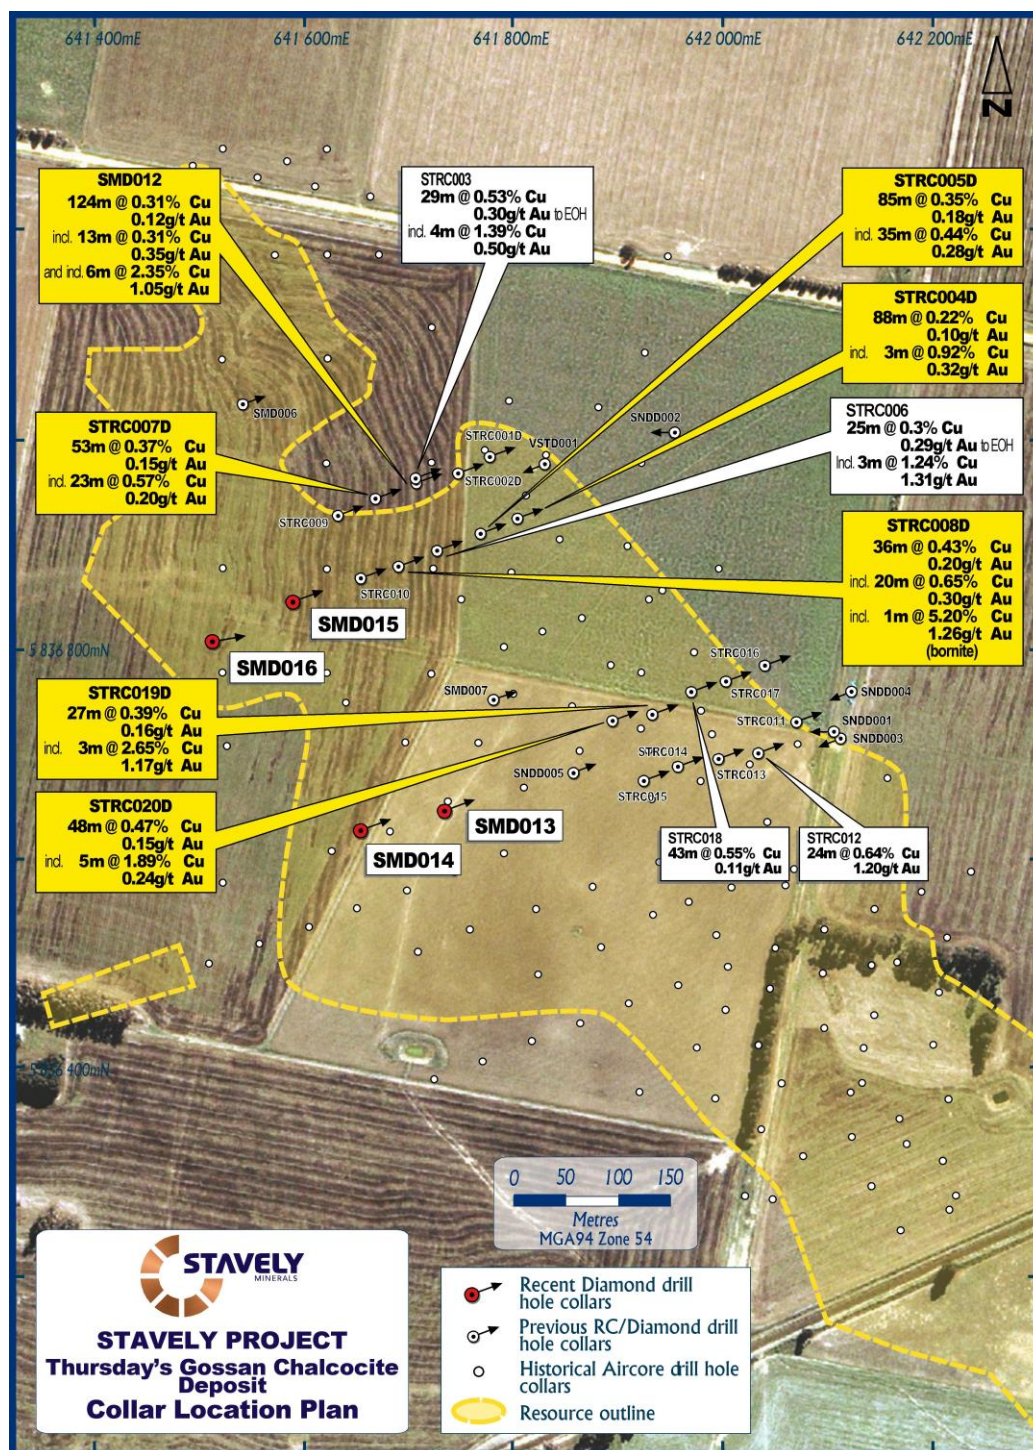 641 400mE
641 600mE
641 800mE
642 000mE
642 200mE
N
SMD012
124m @ 0.31% Cu
0.12g/t Au
incl. 13m @ 0.31% Cu
0.35g/t Au
and incl. 6m @ 2.35% Cu
1.05g/t Au
STRC003
29m @ 0.53% Cu
0.30g/t Au to EOH
incl. 4m @ 1.39% Cu
0.50g/t Au
STRC005D
85m @ 0.35% Cu
0.18g/t Au
incl. 35m @ 0.44% Cu
0.28g/t Au
STRC004D
88m @ 0.22% Cu
0.10g/t Au
incl. 3m @ 0.92% Cu
0.32g/t Au
STRC006
25m @ 0.3% Cu
0.29g/t Au to EOH
Incl. 3m @ 1.24% Cu
1.31g/t Au
STRC007D
53m @ 0.37% Cu
0.15g/t Au
incl. 23m @ 0.57% Cu
0.20g/t Au
STRC008D
36m @ 0.43% Cu
0.20g/t Au
incl. 20m @ 0.65% Cu
0.30g/t Au
incl. 1m @ 5.20% Cu
1.26g/t Au
(bornite)
SMD006
SNDD002
STRC001D
VSTD001
STRC002D
STRC009
STRC010
SMD015
SMD016
5 836 800mN
STRC016
STRC017
SMD007
SNDD004
STRC011
SNDD001
SNDD003
STRC019D
27m @ 0.39% Cu
0.16g/t Au
incl. 3m @ 2.65% Cu
1.17g/t Au
STRC014
STRC013
SNDD005
STRC015
STRC020D
48m @ 0.47% Cu
0.15g/t Au
incl. 5m @ 1.89% Cu
0.24g/t Au
SMD013
SMD014
STRC018
43m @ 0.55% Cu
0.11g/t Au
STRC012
24m @ 0.64% Cu
1.20g/t Au
5 836 400mN
0 50 100 150
Metres
MGA94 Zone 54
STAVELY
MINERALS
STAVELY PROJECT
Thursday's Gossan Chalcocite
Deposit
Collar Location Plan
Recent Diamond drill
hole collars
Previous RC/Diamond drill
hole collars
Historical Aircore drill hole
collars
Resource outline